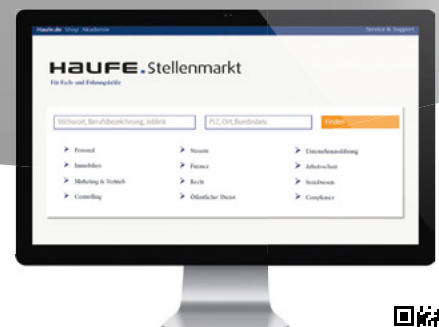 Haufe.de Shop Akademie Service & Support
HAUFE.Stellenmarkt
Für Fach- und Führungskräfte
Stichwort, Berufsbezeichnung, Joblink PLZ, Ort, Bundesland Finden
Personal Steuern Unternehmensführung
Immobilien Finance Arbeitsschutz
Marketing & Vertrieb Recht Sozialwesen
Controlling Öffentlicher Dienst Compliance